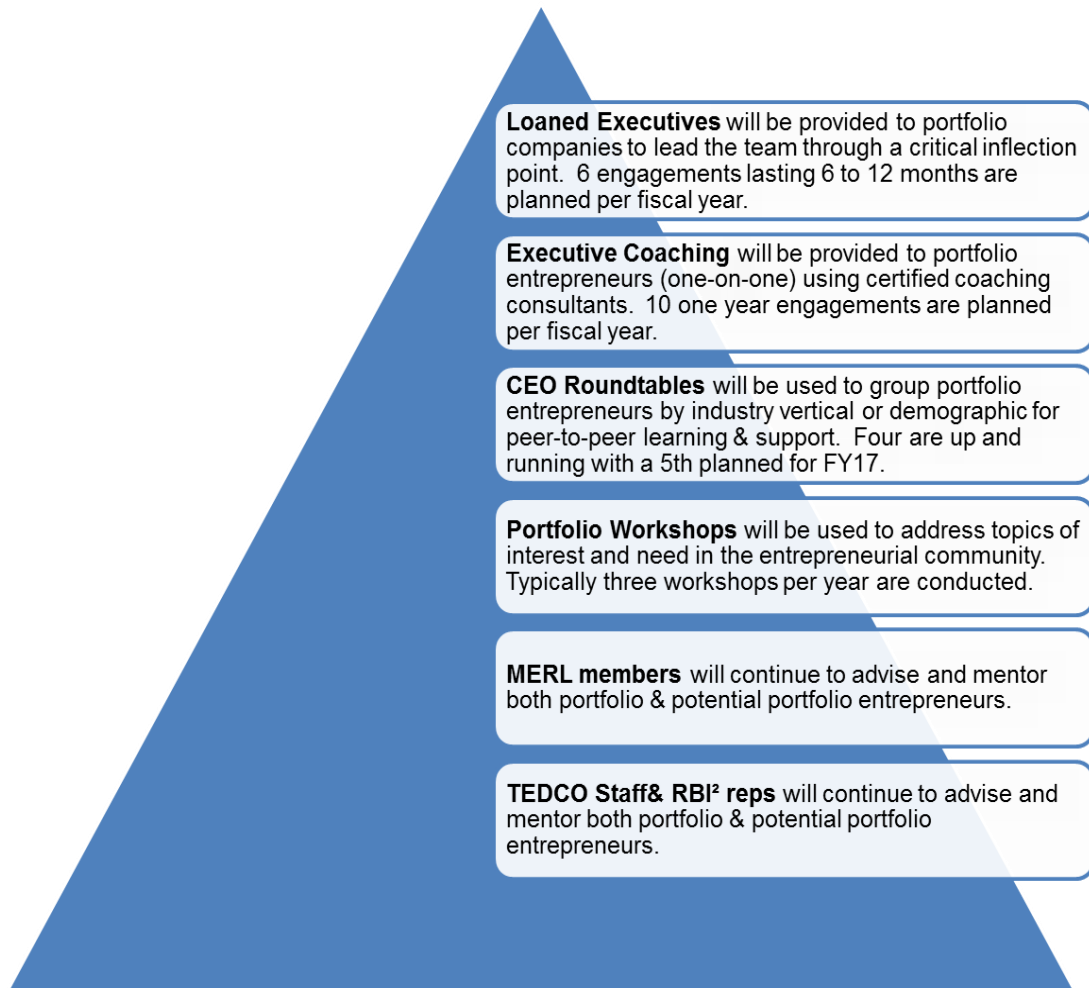 Loaned Executives will be provided to portfolio
companies to lead the team through a critical inflection
point. 6 engagements lasting 6 to 12 months are
planned per fiscal year.
Executive Coaching will be provided to portfolio
entrepreneurs (one-on-one) using certified coaching
consultants. 10 one year engagements are planned
per fiscal year.
CEO Roundtables will be used to group portfolio
entrepreneurs by industry vertical or demographic for
peer-to-peer learning & support. Four are up and
running with a 5th planned for FY17.
Portfolio Workshops will be used to address topics of
interest and need in the entrepreneurial community.
Typically three workshops per year are conducted.
MERL members will continue to advise and mentor
both portfolio & potential portfolio entrepreneurs.
TEDCO Staff& RBI² reps will continue to advise and
mentor both portfolio & potential portfolio
entrepreneurs.